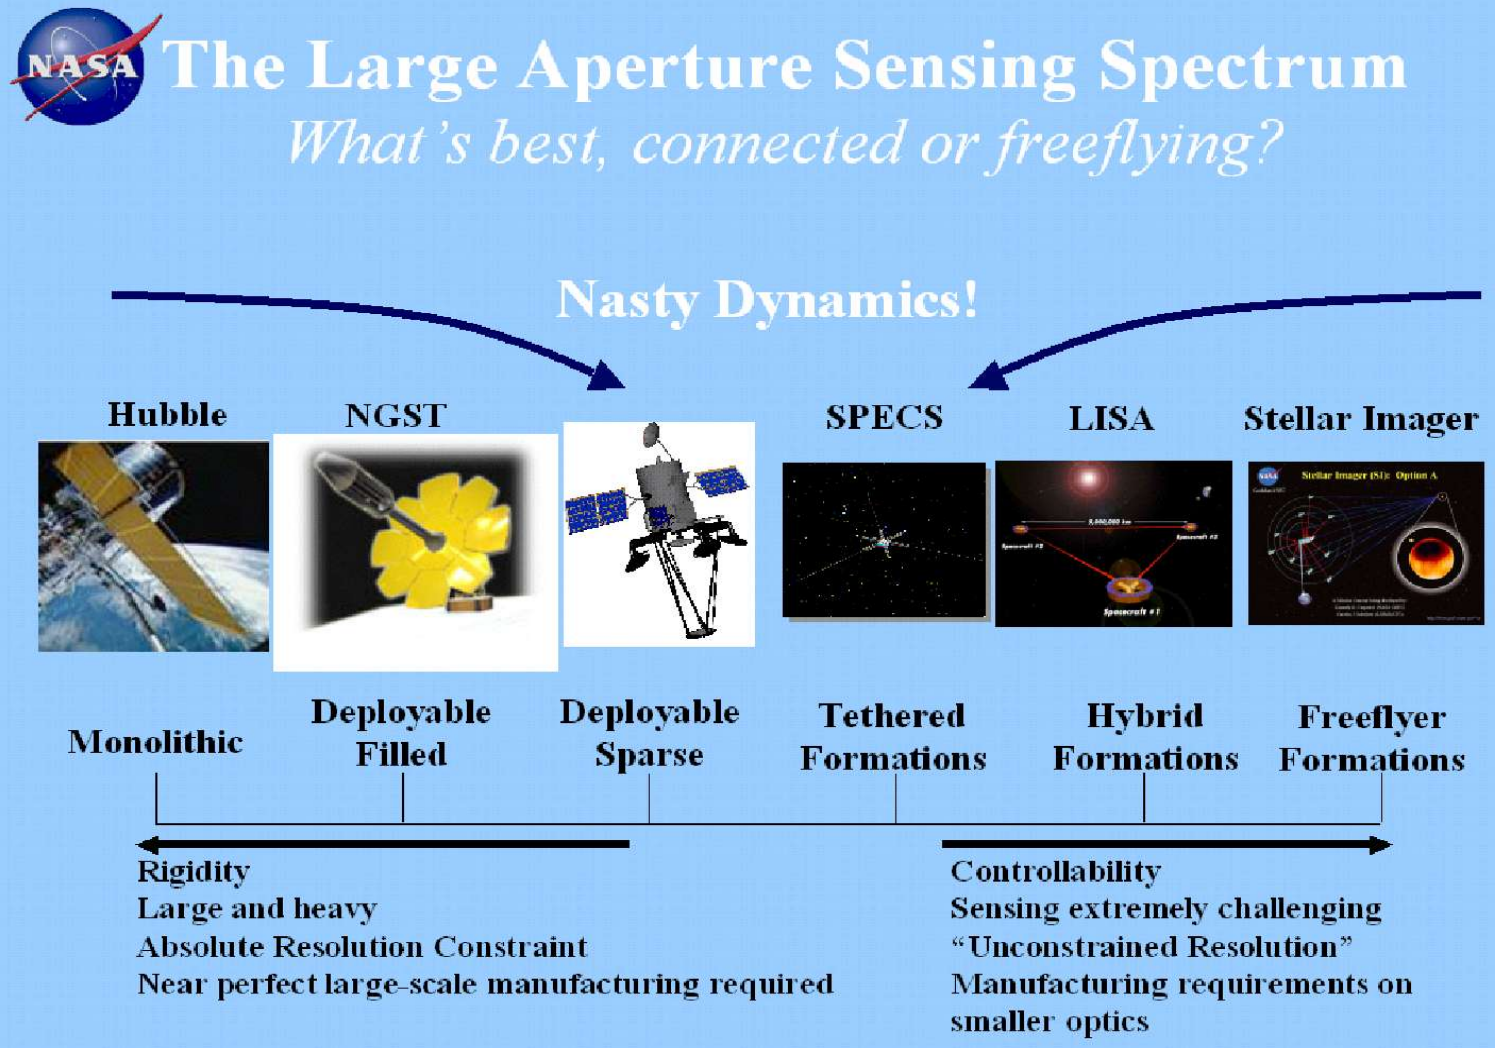 NASA
The Large Aperture Sensing Spectrum
What's best, connected or freeflying?
Nasty Dynamics!
Hubble
NGST
SPECS
LISA
Stellar Imager
NASA
Stellar Imager (SI): Option A
Spacecraft #1
Monolithic
Deployable
Filled
Deployable
Sparse
Tethered
Formations
Hybrid
Formations
Freeflyer
Formations
Rigidity
Large and heavy
Absolute Resolution Constraint
Near perfect large-scale manufacturing required
Controllability
Sensing extremely challenging
“Unconstrained Resolution”
Manufacturing requirements on
smaller optics